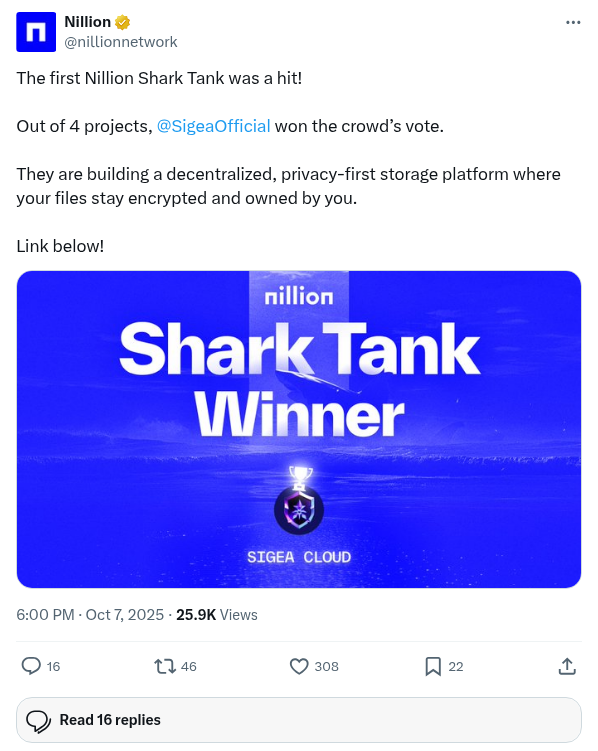 Nillion
@nillionnetwork
The first Nillion Shark Tank was a hit!
Out of 4 projects, @SigeaOfficial won the crowd’s vote.
They are building a decentralized, privacy-first storage platform where
your files stay encrypted and owned by you.
Link below!
nillion
Shark Tank
Winner
SIGEA CLOUD
6:00 PM · Oct 7, 2025 · 25.9K Views
16 46 308 22
Read 16 replies